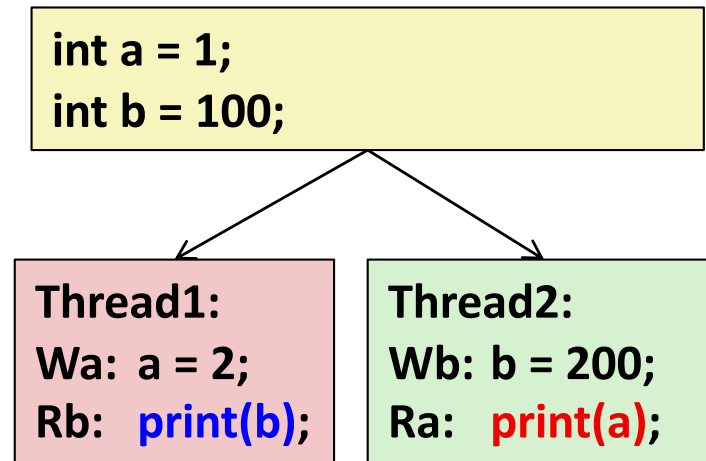 int a = 1;
int b = 100;
Thread1:
Wa: a = 2;
Rb: print(b);
Thread2:
Wb: b = 200;
Ra: print(a);